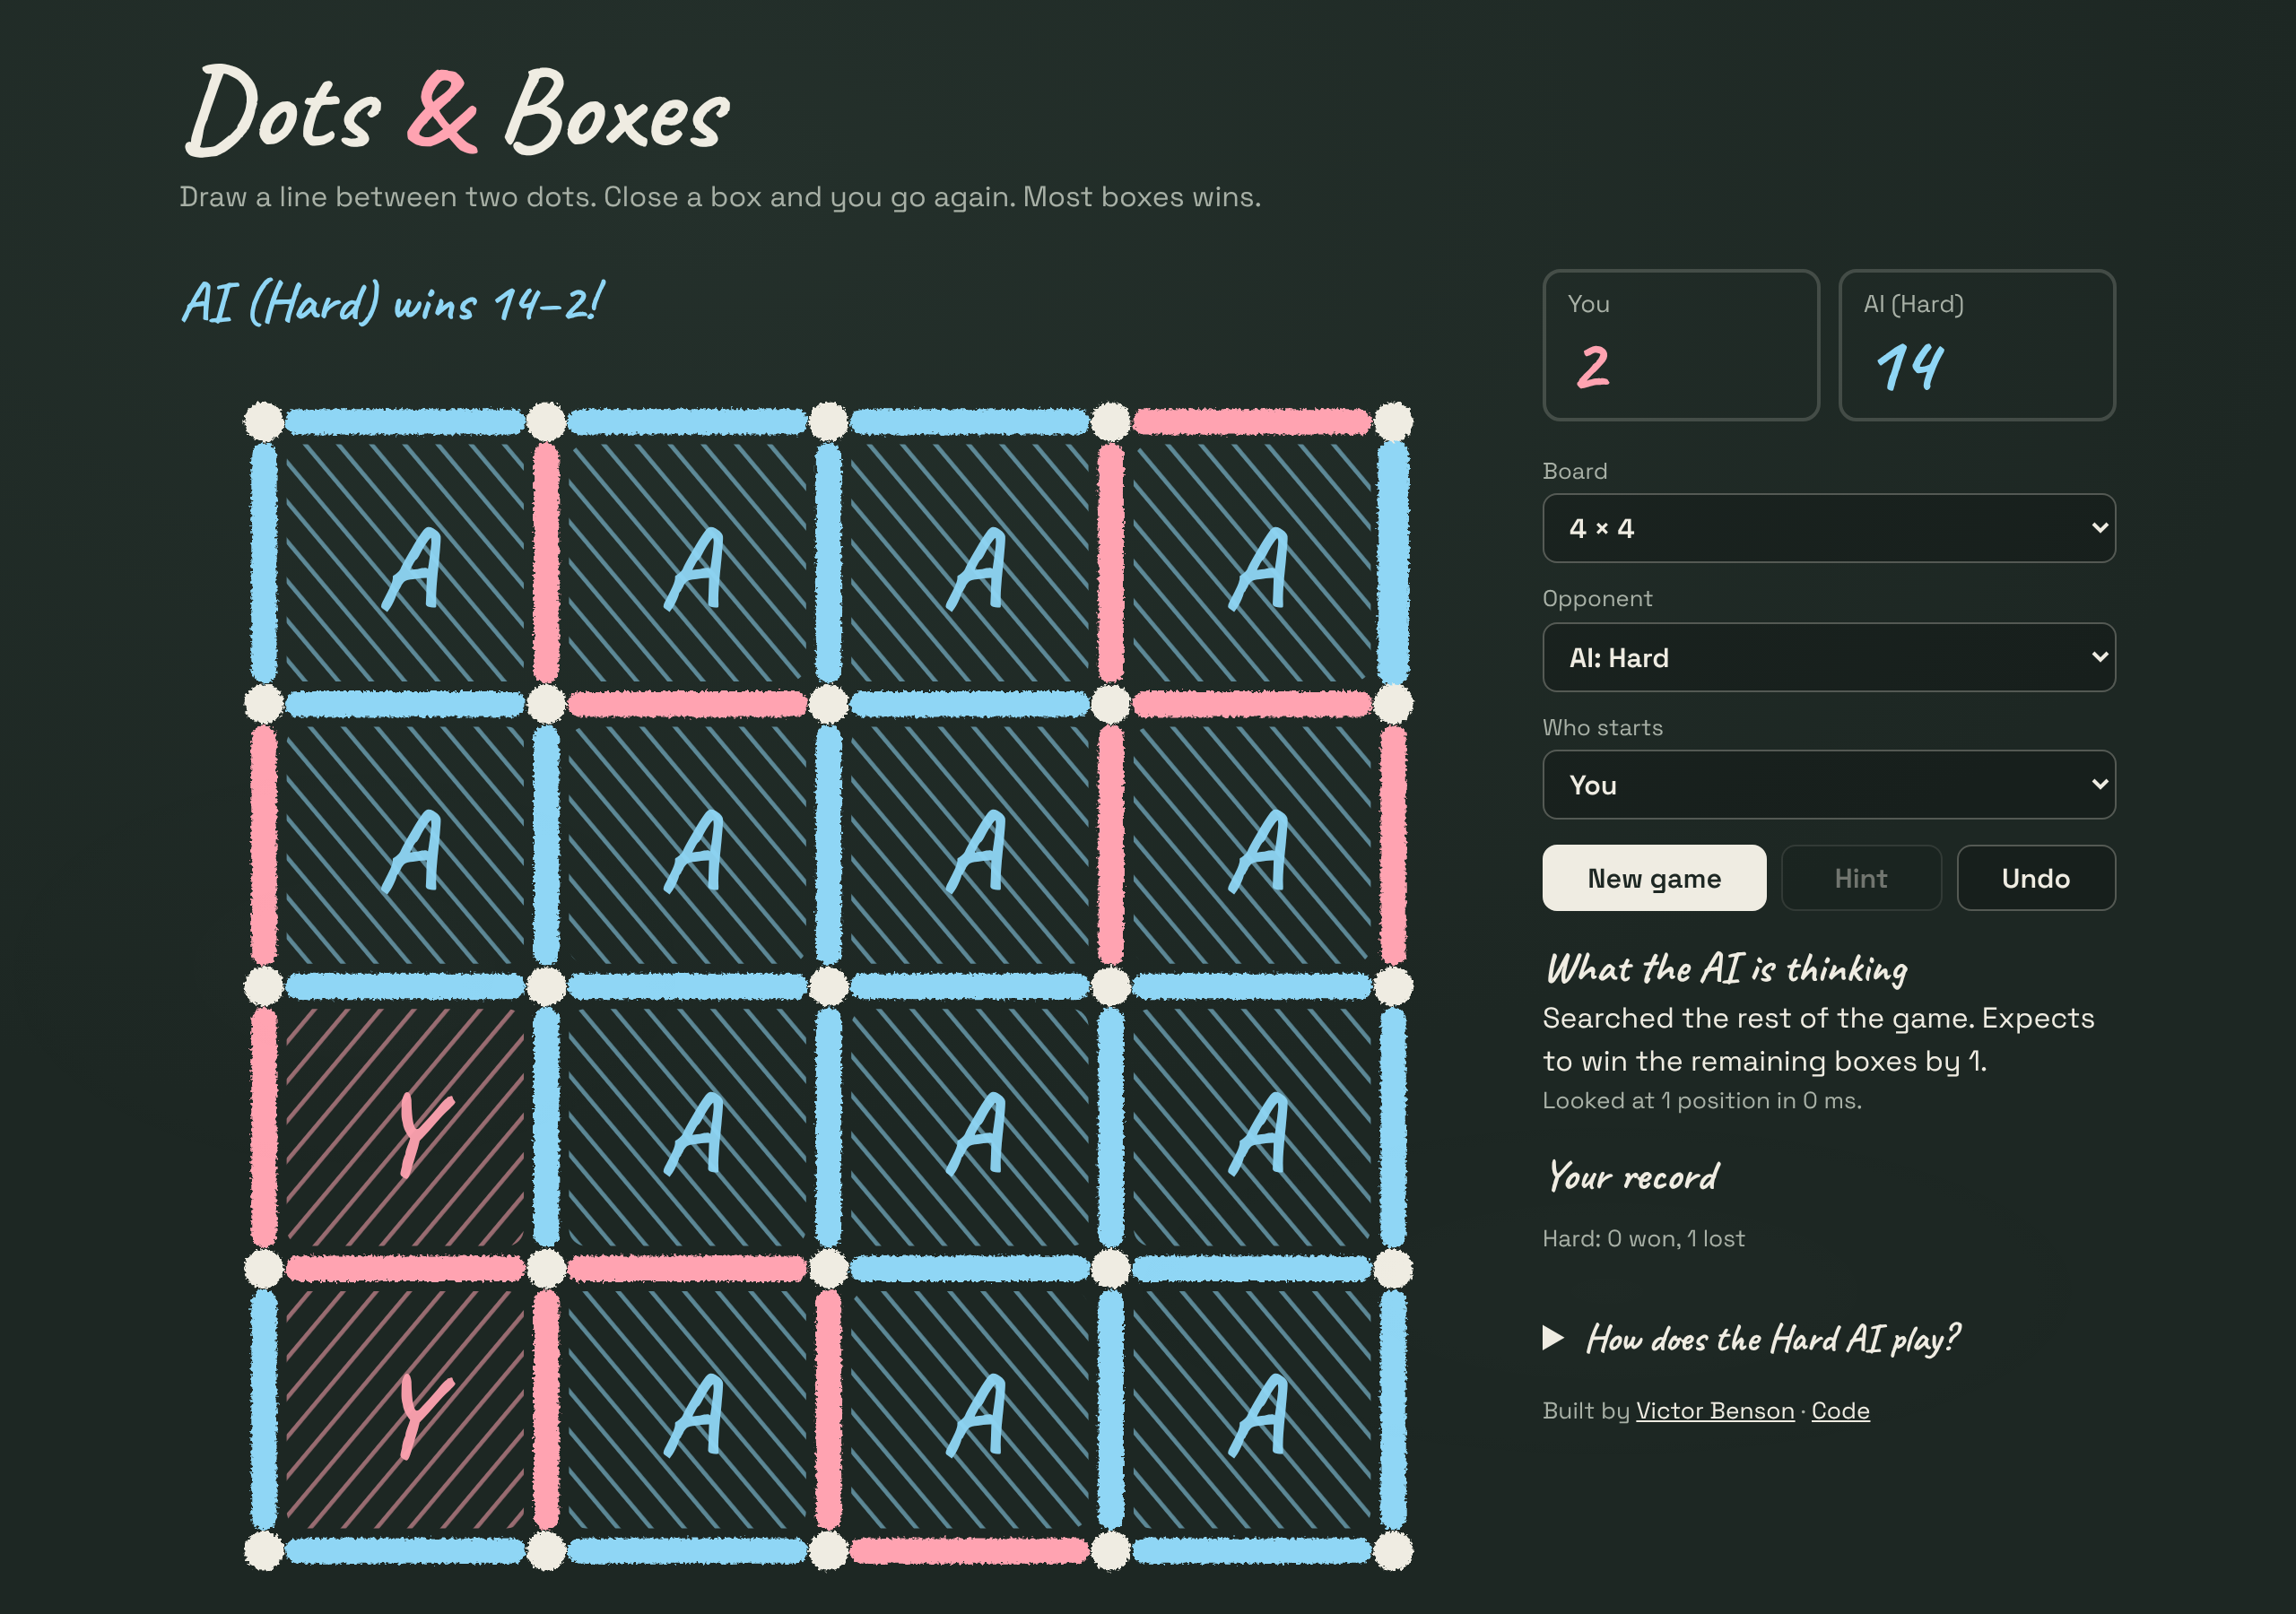 Dots & Boxes
Draw a line between two dots. Close a box and you go again. Most boxes wins.
AI (Hard) wins 14–2!
A A A A
A A A A
Y A A A
Y A A A
You
2
AI (Hard)
14
Board
4 × 4
Opponent
AI: Hard
Who starts
You
New game Hint Undo
What the AI is thinking
Searched the rest of the game. Expects
to win the remaining boxes by 1.
Looked at 1 position in 0 ms.
Your record
Hard: 0 won, 1 lost
How does the Hard AI play?
Built by Victor Benson · Code